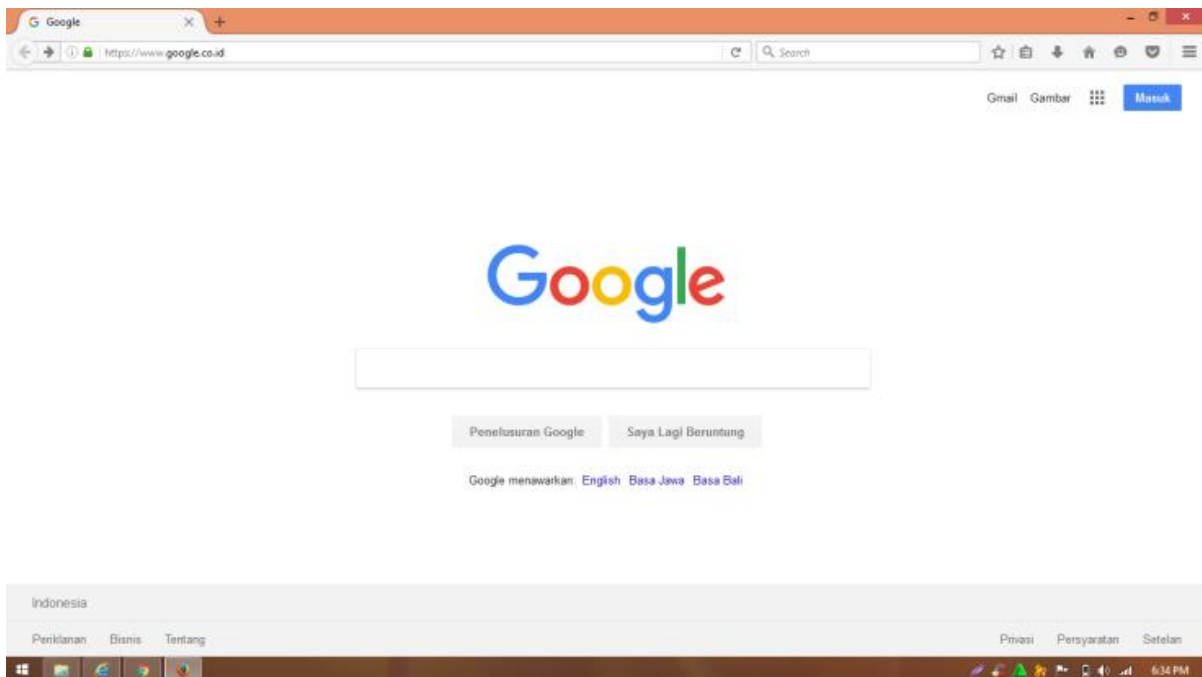 G Google
https://www.google.co.id
Search
Gmail Gambar Masuk
Google
Penelusuran Google Saya Lagi Beruntung
Google menawarkan: English Basa Jawa Basa Bali
Indonesia
Periklanan Bisnis Tentang Privasi Persyaratan Setelan
6:34 PM